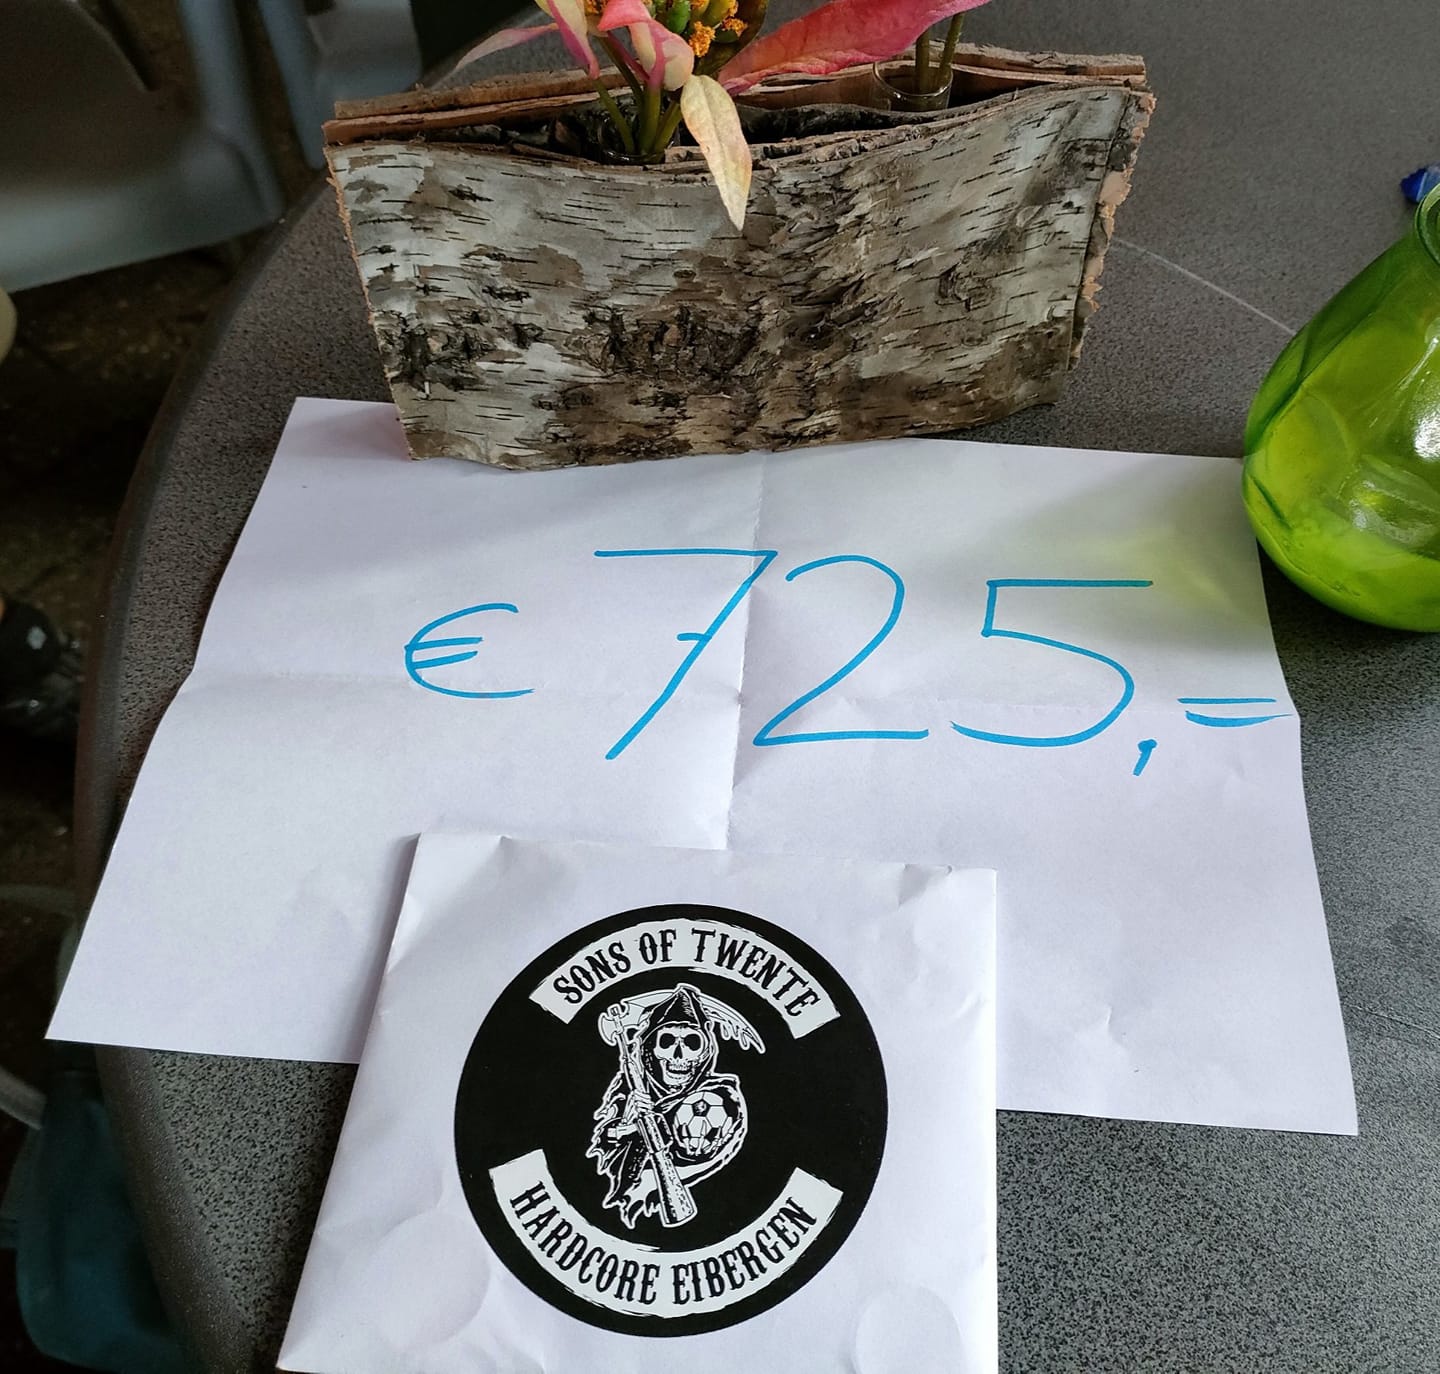 € 725,=
SONS OF TWENTE
HARDCORE EIBERGEN